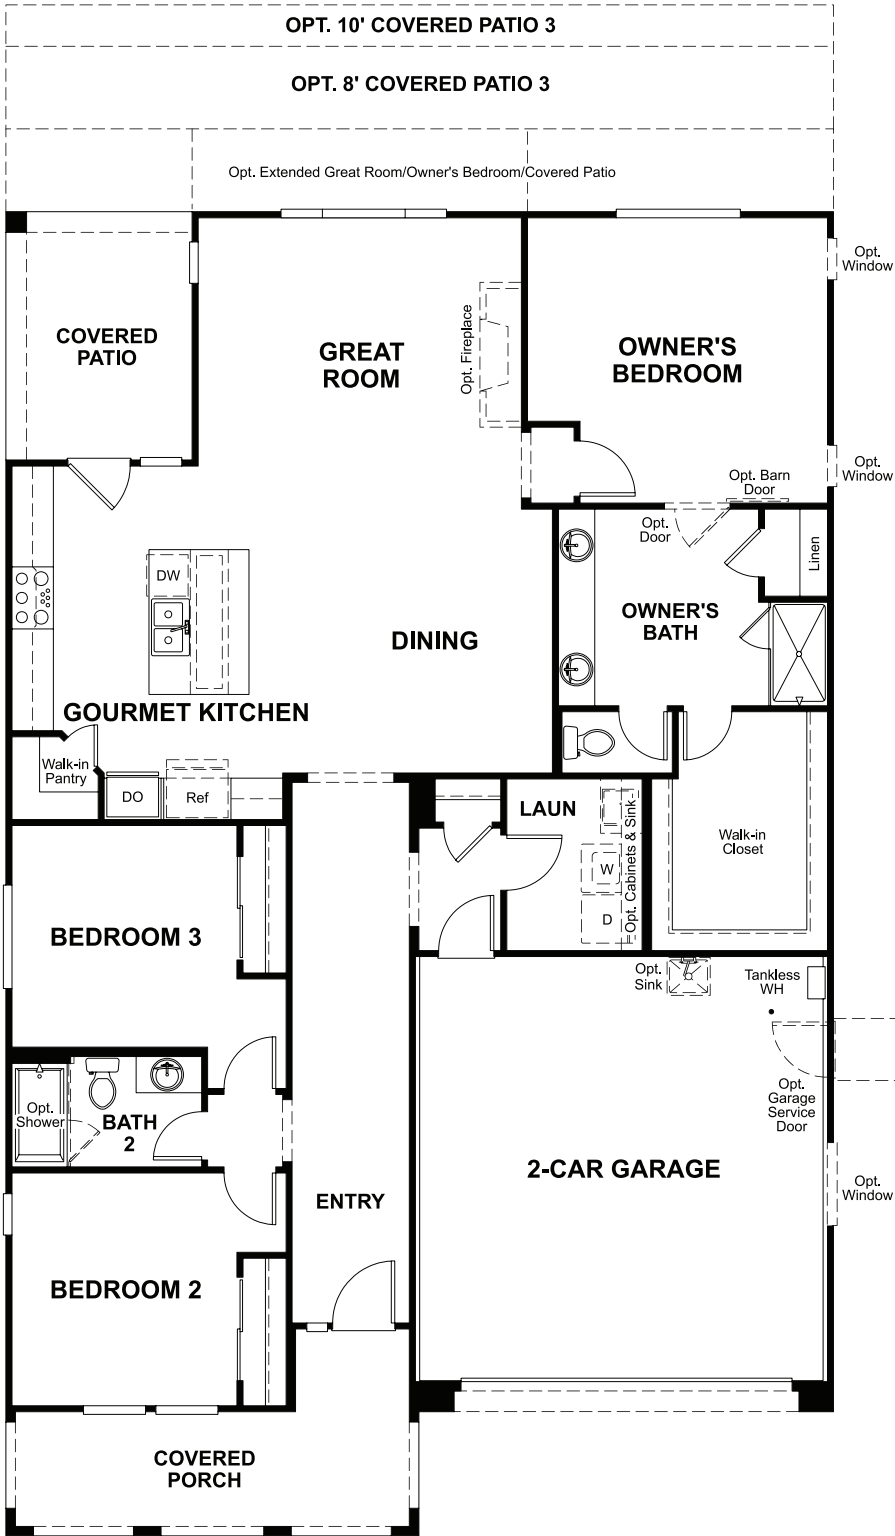 OPT. 10' COVERED PATIO 3
OPT. 8' COVERED PATIO 3
Opt. Extended Great Room/Owner's Bedroom/Covered Patio
Opt.
Window
COVERED
PATIO
GREAT
ROOM
Opt. Fireplace
OWNER'S
BEDROOM
Opt.
Window
Opt. Barn
Door
Opt.
Door
Linen
DW
OWNER'S
BATH
DINING
GOURMET KITCHEN
Walk-in
Pantry
DO
Ref
LAUN
Opt. Cabinets & Sink
W
D
Walk-in
Closet
BEDROOM 3
Opt.
Sink
Tankless
WH
Opt.
Garage
Service
Door
Opt.
Shower
BATH
2
2-CAR GARAGE
Opt.
Window
ENTRY
BEDROOM 2
COVERED
PORCH